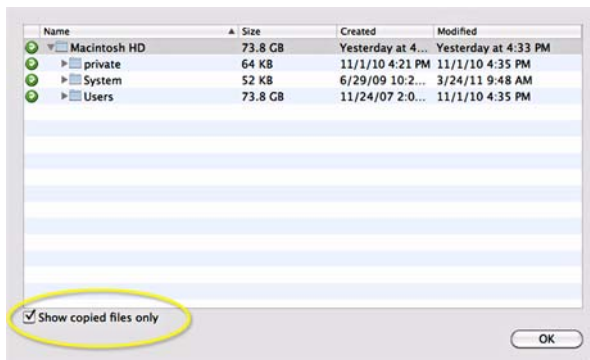 Name Size Created Modified
Macintosh HD 73.8 GB Yesterday at 4... Yesterday at 4:33 PM
private 64 KB 11/1/10 4:21 PM 11/1/10 4:35 PM
System 52 KB 6/29/09 10:2... 3/24/11 9:48 AM
Users 73.8 GB 11/24/07 2:0... 11/1/10 4:35 PM
Show copied files only
OK